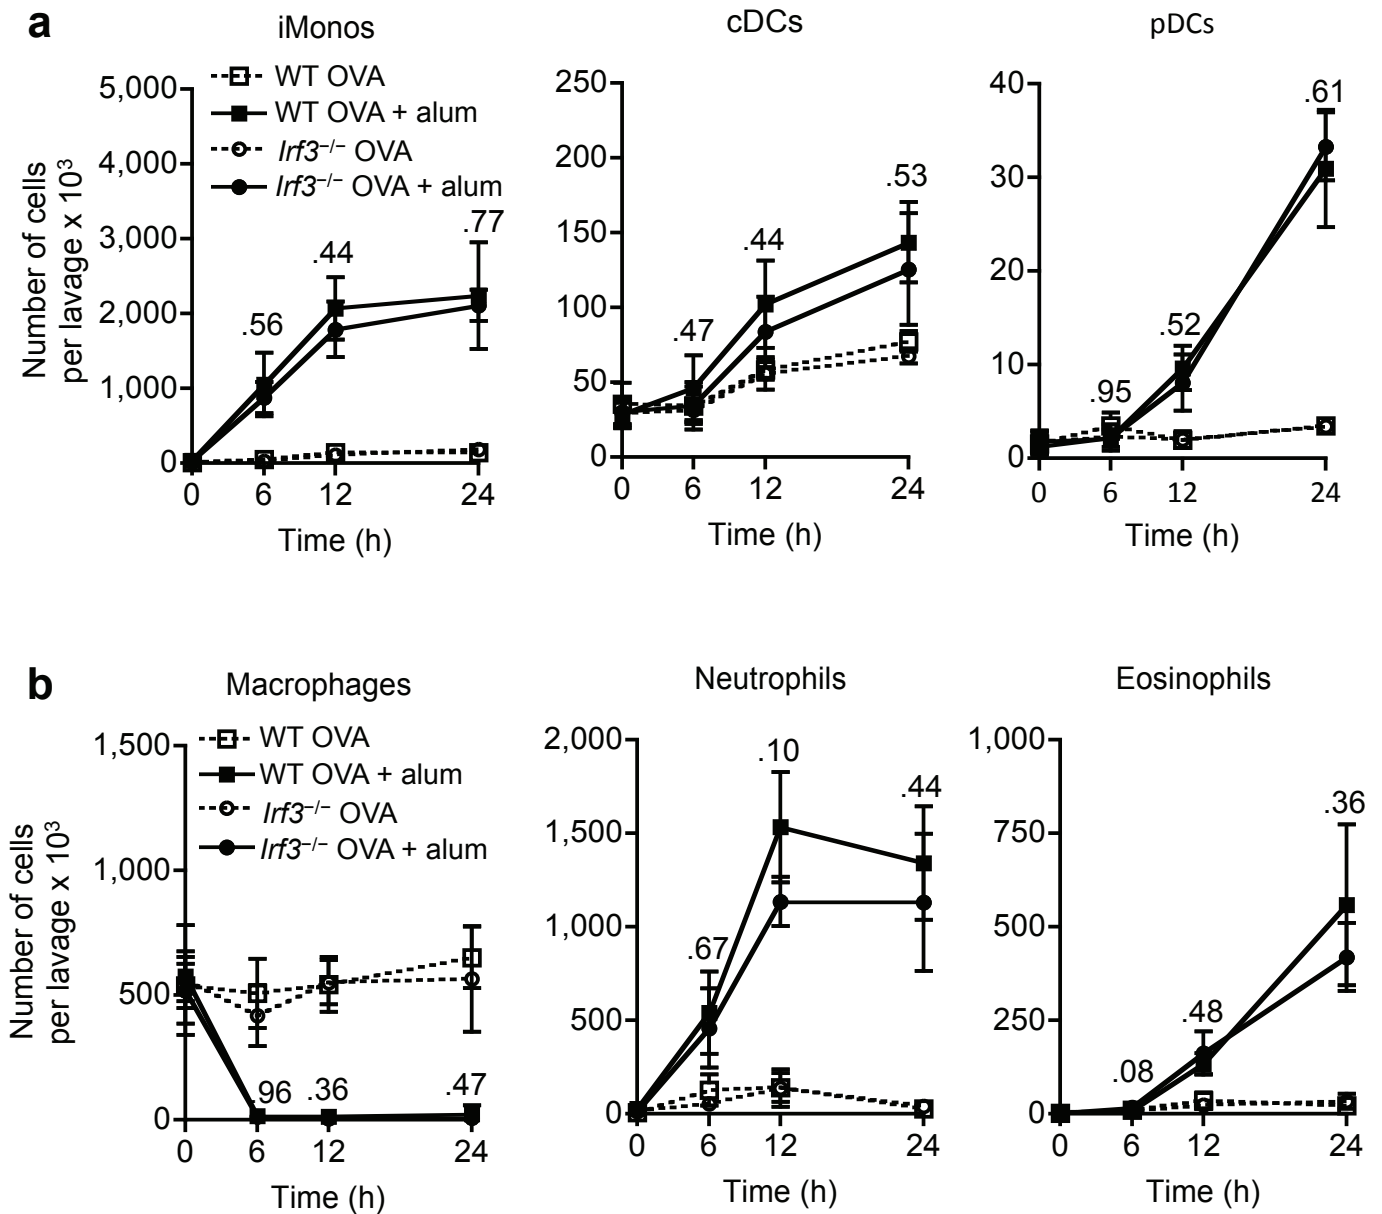 a
iMonos
cDCs
pDCs
WT OVA
WT OVA + alum
Irf3⁻/⁻ OVA
Irf3⁻/⁻ OVA + alum
Number of cells
per lavage x 10³
5,000
4,000
3,000
2,000
1,000
0
.56
.44
.77
0 6 12 24
Time (h)
250
200
150
100
50
0
.47
.44
.53
0 6 12 24
Time (h)
40
30
20
10
0
.95
.52
.61
0 6 12 24
Time (h)
b
Macrophages
Neutrophils
Eosinophils
WT OVA
WT OVA + alum
Irf3⁻/⁻ OVA
Irf3⁻/⁻ OVA + alum
Number of cells
per lavage x 10³
1,500
1,000
500
0
.96
.36
.47
0 6 12 24
Time (h)
2,000
1,500
1,000
500
0
.67
.10
.44
0 6 12 24
Time (h)
1,000
750
500
250
0
.08
.48
.36
0 6 12 24
Time (h)